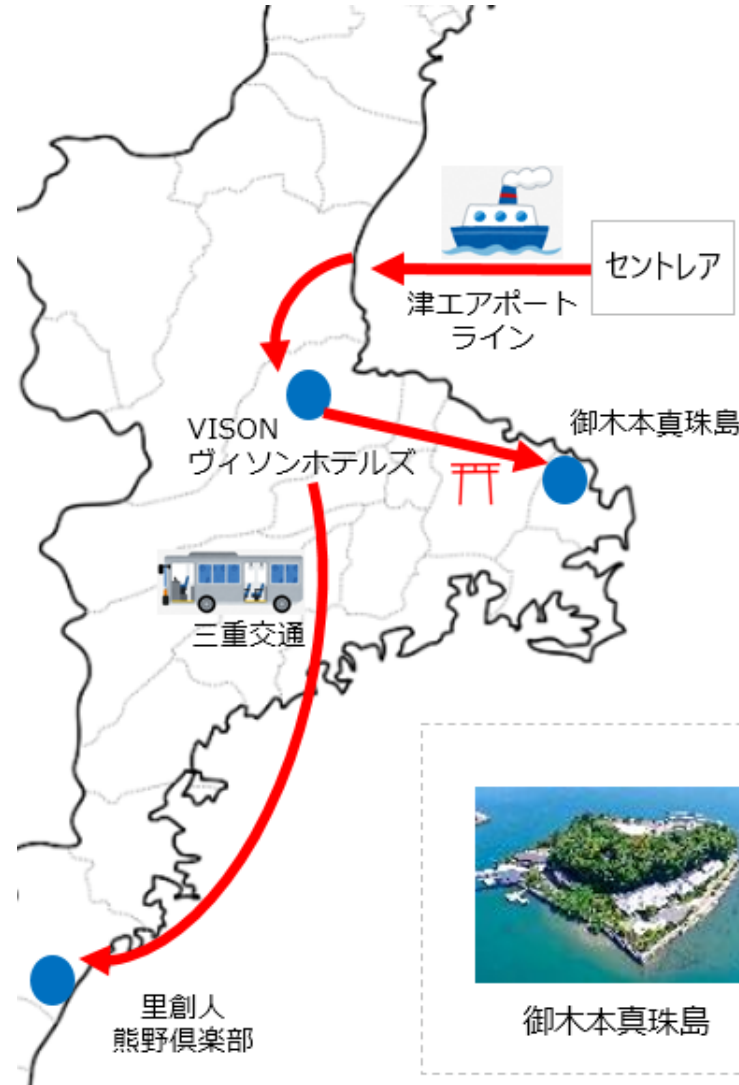 セントレア
津エアポート
ライン
御木本真珠島
VISON
ヴィソンホテルズ
三重交通
里創人
熊野倶楽部
御木本真珠島